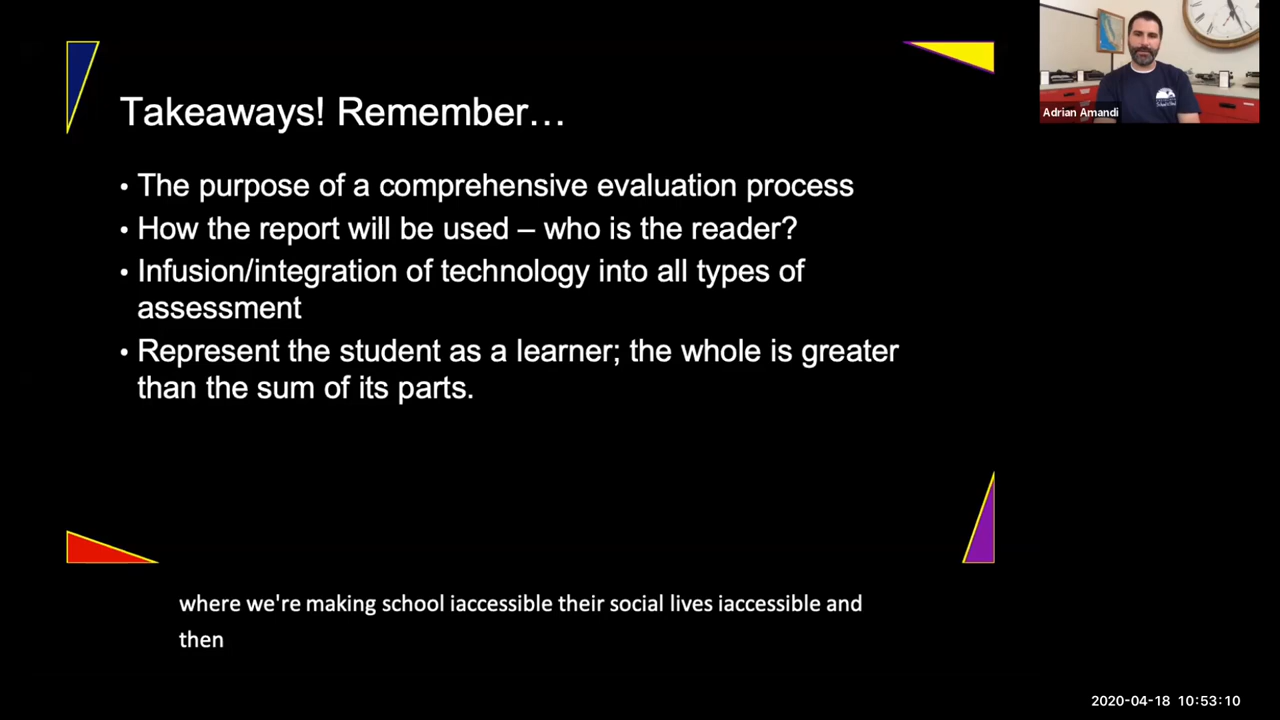 Takeaways! Remember…
• The purpose of a comprehensive evaluation process
• How the report will be used – who is the reader?
• Infusion/integration of technology into all types of
assessment
• Represent the student as a learner; the whole is greater
than the sum of its parts.
Adrian Amandi
where we're making school iaccessible their social lives iaccessible and
then
2020-04-18 10:53:10